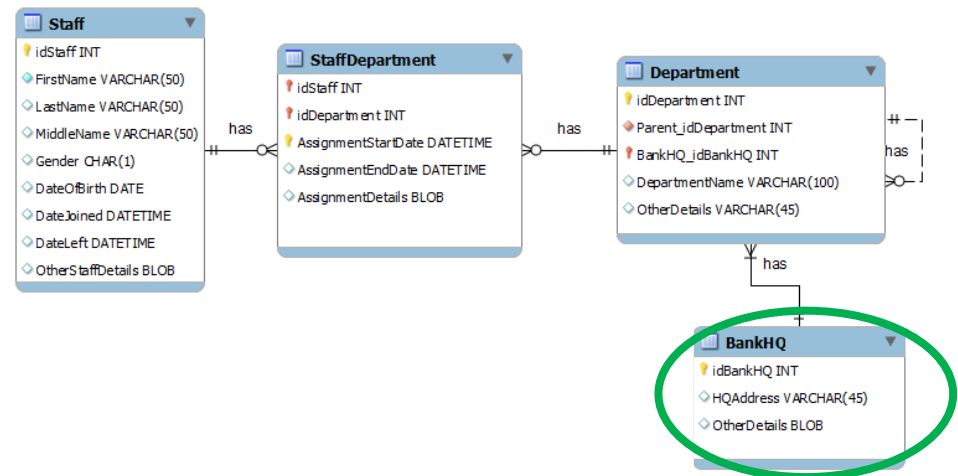 Staff
idStaff INT
FirstName VARCHAR(50)
LastName VARCHAR(50)
MiddleName VARCHAR(50)
Gender CHAR(1)
DateOfBirth DATE
DateJoined DATETIME
DateLeft DATETIME
OtherStaffDetails BLOB
has
StaffDepartment
idStaff INT
idDepartment INT
AssignmentStartDate DATETIME
AssignmentEndDate DATETIME
AssignmentDetails BLOB
has
Department
idDepartment INT
Parent_idDepartment INT
BankHQ_idBankHQ INT
DepartmentName VARCHAR(100)
OtherDetails VARCHAR(45)
has
has
BankHQ
idBankHQ INT
HQAddress VARCHAR(45)
OtherDetails BLOB